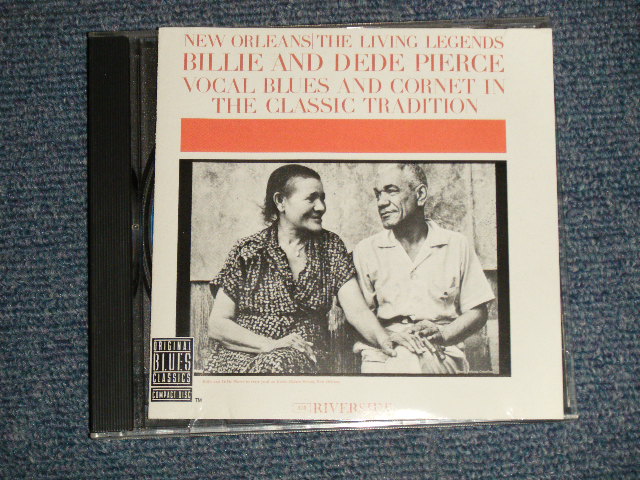 NEW ORLEANS|THE LIVING LEGENDS
BILLIE AND DEDE PIERCE
VOCAL BLUES AND CORNET IN
THE CLASSIC TRADITION
ORIGINAL
BLUES
CLASSICS
COMPACT DISC
TM
RIVERSIDE